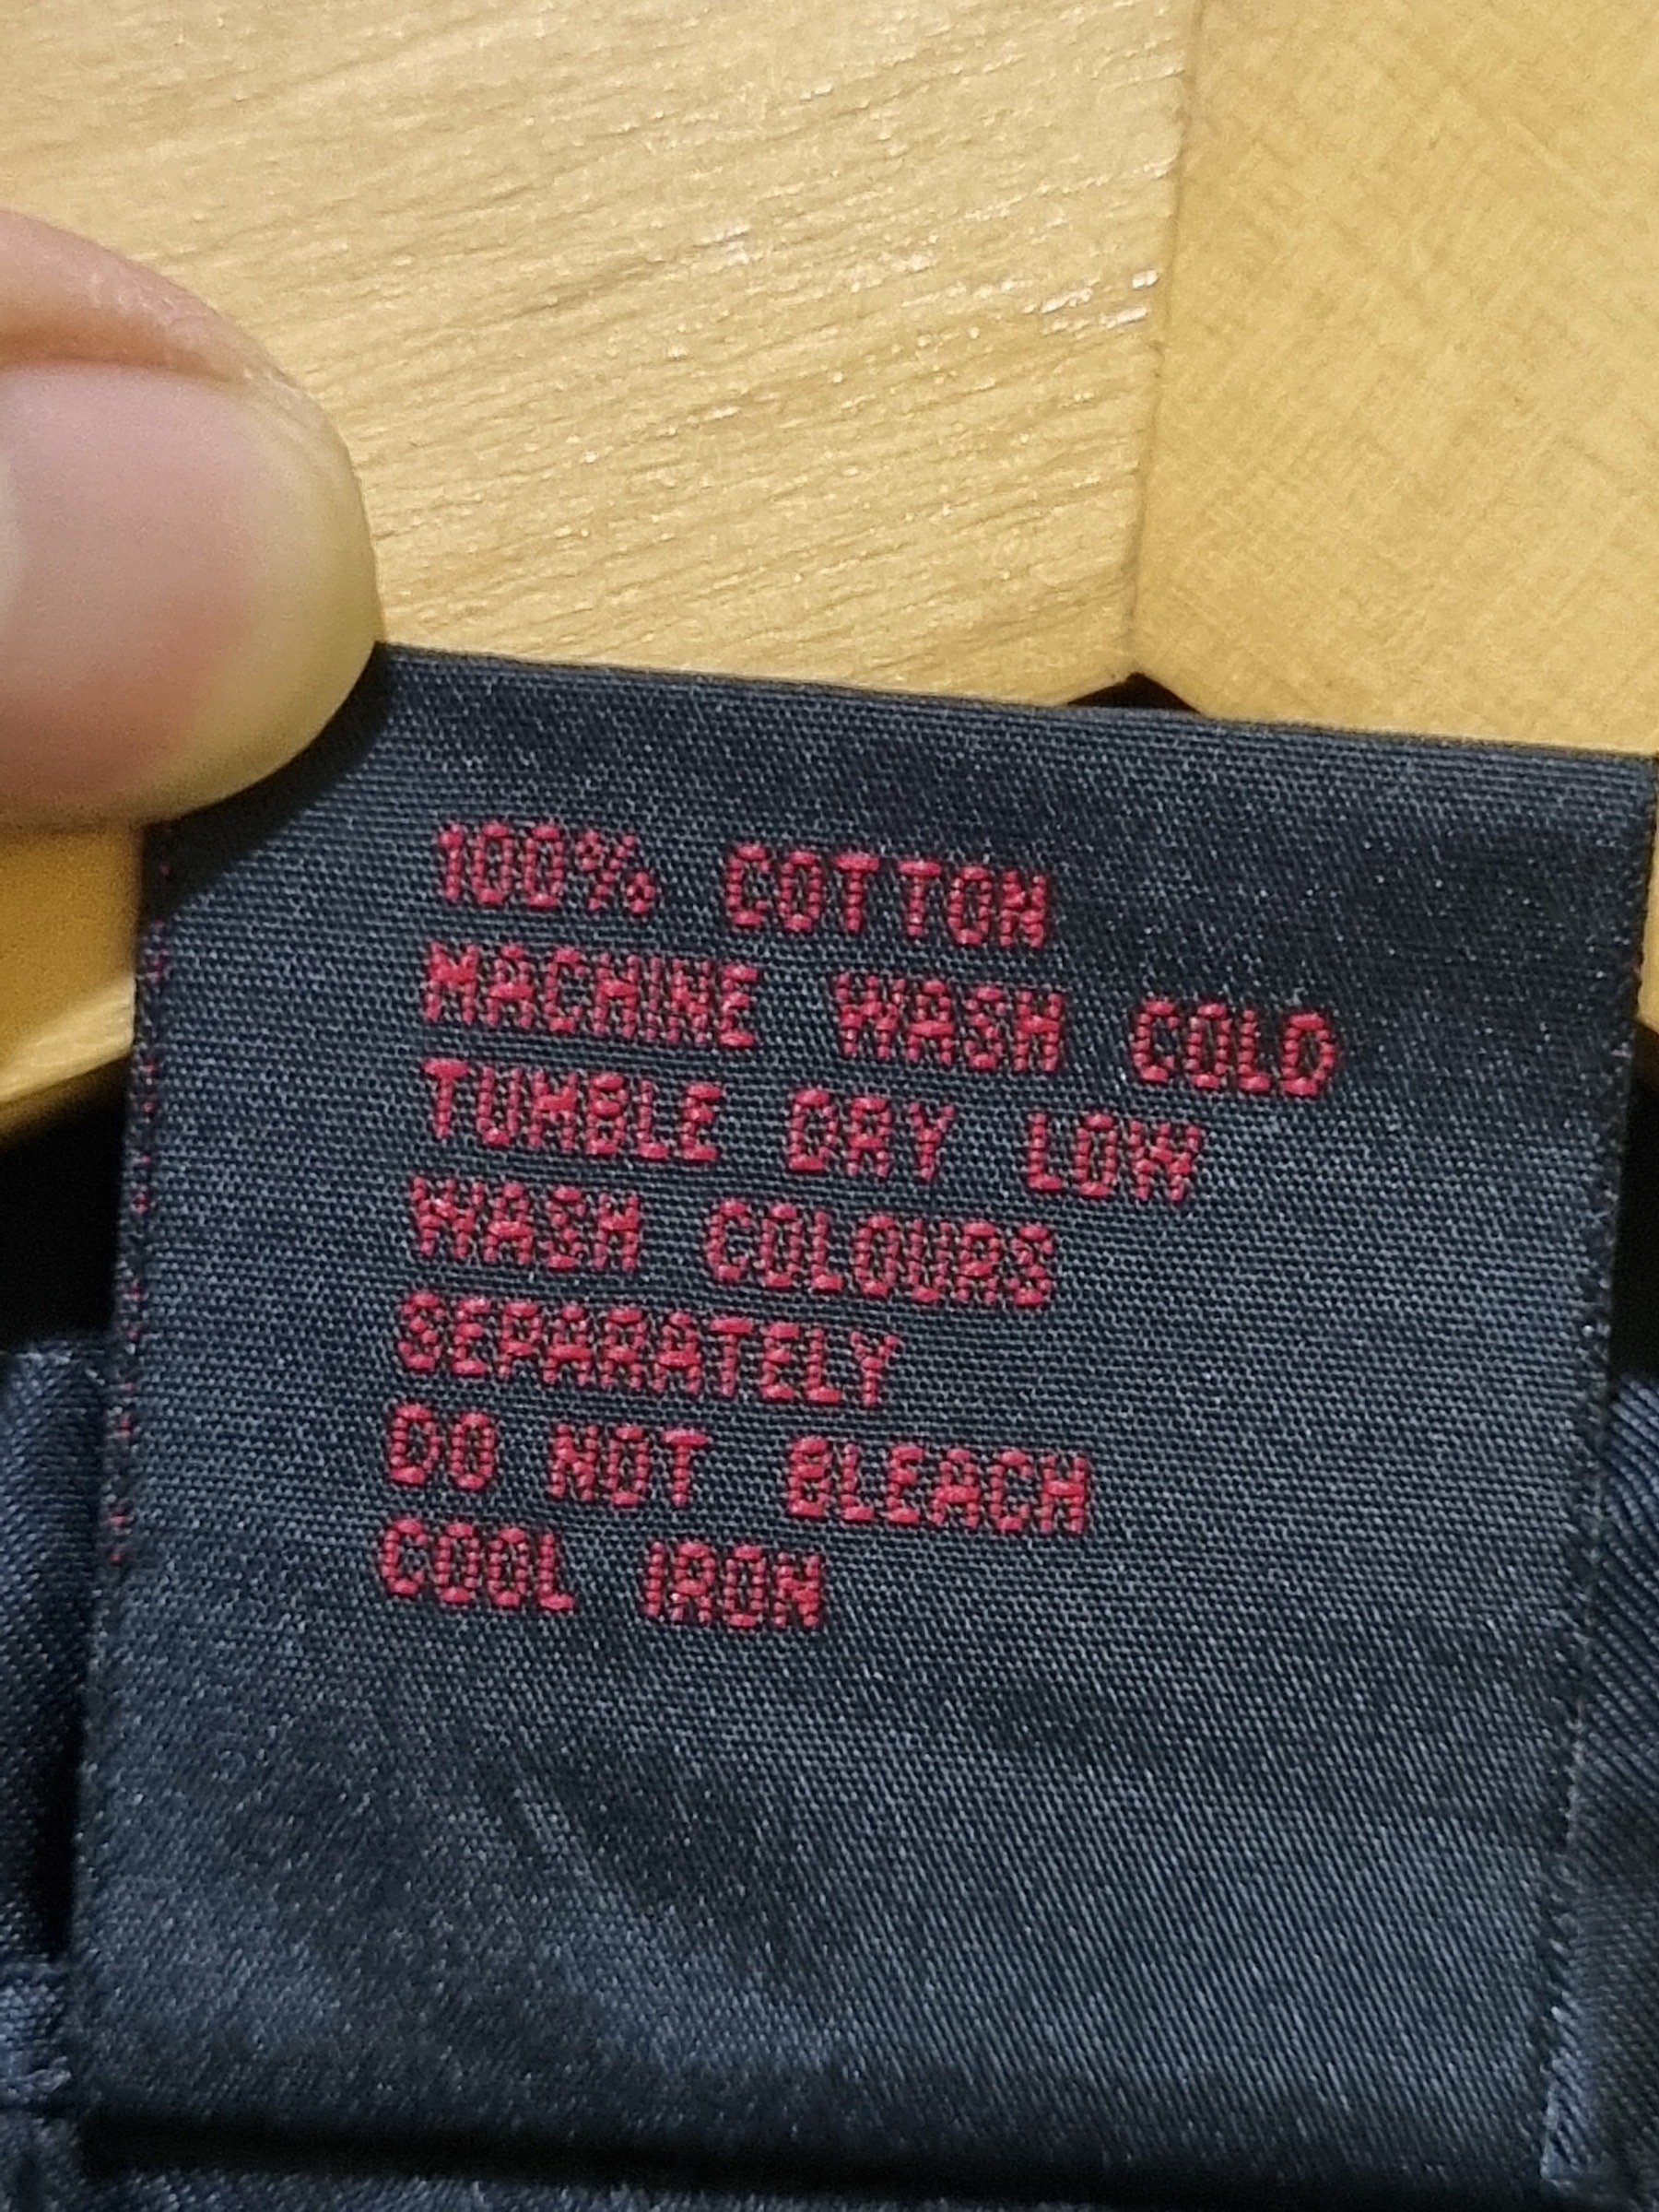 100% COTTON
MACHINE WASH COLD
TUMBLE DRY LOW
WASH COLOURS
SEPARATELY
DO NOT BLEACH
COOL IRON